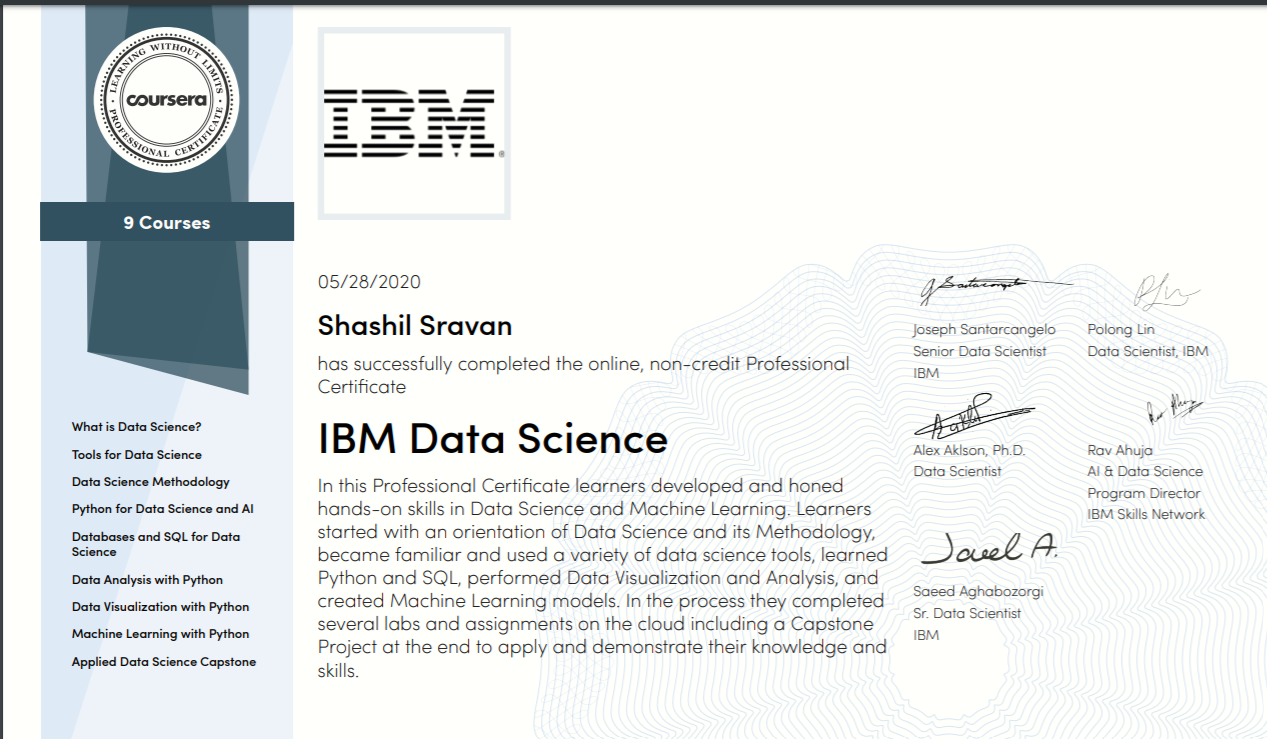 LEARNING WITHOUT LIMITS
coursera
PROFESSIONAL CERTIFICATE
9 Courses
What is Data Science?
Tools for Data Science
Data Science Methodology
Python for Data Science and AI
Databases and SQL for Data
Science
Data Analysis with Python
Data Visualization with Python
Machine Learning with Python
Applied Data Science Capstone
IBM®
05/28/2020
Shashil Sravan
has successfully completed the online, non-credit Professional
Certificate
IBM Data Science
In this Professional Certificate learners developed and honed
hands-on skills in Data Science and Machine Learning. Learners
started with an orientation of Data Science and its Methodology,
became familiar and used a variety of data science tools, learned
Python and SQL, performed Data Visualization and Analysis, and
created Machine Learning models. In the process they completed
several labs and assignments on the cloud including a Capstone
Project at the end to apply and demonstrate their knowledge and
skills.
Joseph Santarcangelo
Senior Data Scientist
IBM
Polong Lin
Data Scientist, IBM
Alex Aklson, Ph.D.
Data Scientist
Rav Ahuja
AI & Data Science
Program Director
IBM Skills Network
Saeed Aghabozorgi
Sr. Data Scientist
IBM